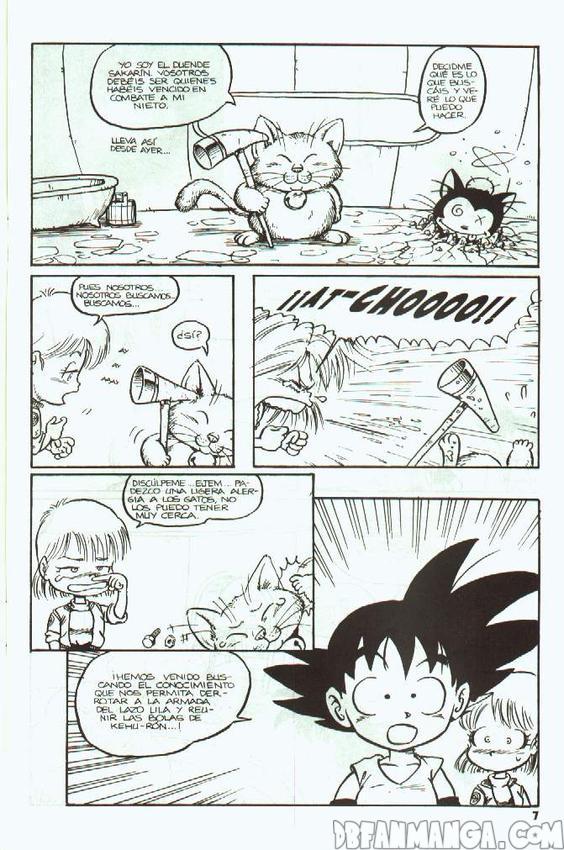 YO SOY EL DUENDE
SAKARÍN. VOSOTROS
DEBÉIS SER QUIENES
HABÉIS VENCIDO EN
COMBATE A MI
NIETO.
LLEVA ASÍ
DESDE AYER...
DECIDME
QUÉ ES LO
QUE BUS-
CÁIS Y VE-
RÉ LO QUE
PUEDO
HACER.
PUES NOSOTROS...
NOSOTROS BUSCAMOS...
BUSCAMOS...
¿SÍ?
¡¡AT-CHOOOOO!!
DISCÚLPEME...EJEM...PA-
DEZCO UNA LIGERA ALER-
GIA A LOS GATOS, NO
LOS PUEDO TENER
MUY CERCA.
¡HEMOS VENIDO BUS-
CANDO EL CONOCIMIENTO
QUE NOS PERMITA DER-
ROTAR A LA ARMADA
DEL LAZO LILA Y REU-
NIR LAS BOLAS DE
KEHU-RÓN...!
7
DBFANMANGA.COM